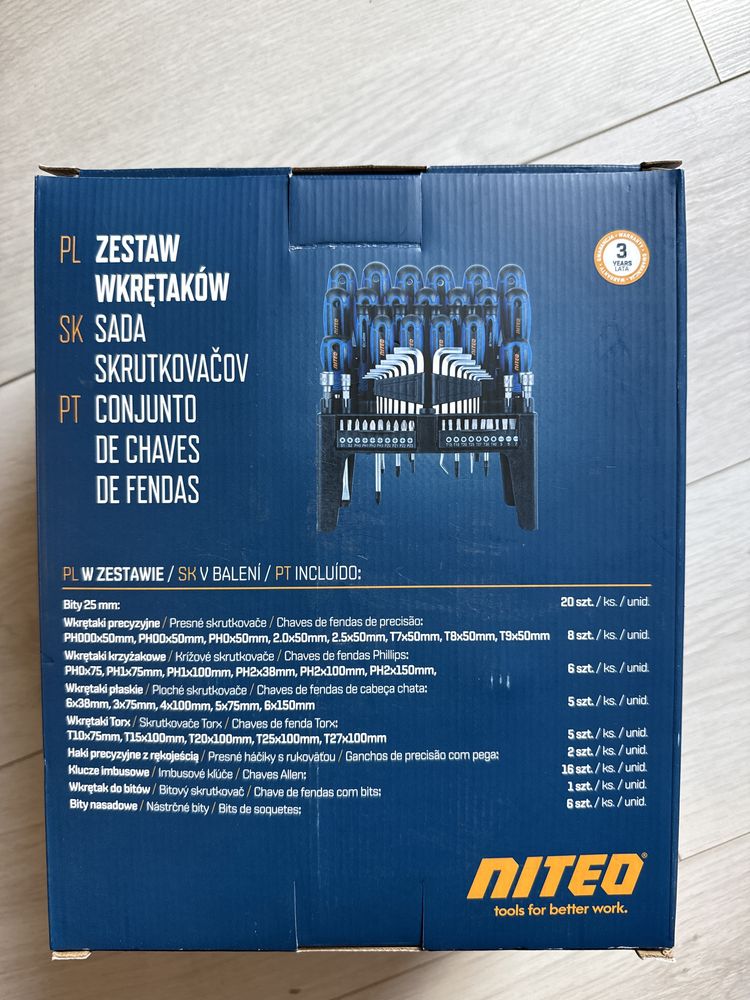 PL ZESTAW
WKRĘTAKÓW
SK SADA
SKRUTKOVAČOV
PT CONJUNTO
DE CHAVES
DE FENDAS
GWARANCJA · WARRANTY ·
3
YEARS
LATA
NITEO
NITEO
PL W ZESTAWIE / SK V BALENÍ / PT INCLUÍDO:
Bity 25 mm: 20 szt. / ks. / unid.
Wkrętaki precyzyjne / Presné skrutkovače / Chaves de fendas de precisão:
PH000x50mm, PH00x50mm, PH0x50mm, 2.0x50mm, 2.5x50mm, T7x50mm, T8x50mm, T9x50mm 8 szt. / ks. / unid.
Wkrętaki krzyżakowe / Krížové skrutkovače / Chaves de fendas Phillips:
PH0x75, PH1x75mm, PH1x100mm, PH2x38mm, PH2x100mm, PH2x150mm, 6 szt. / ks. / unid.
Wkrętaki płaskie / Ploché skrutkovače / Chaves de fendas de cabeça chata:
6x38mm, 3x75mm, 4x100mm, 5x75mm, 6x150mm 5 szt. / ks. / unid.
Wkrętaki Torx / Skrutkovače Torx / Chaves de fenda Torx:
T10x75mm, T15x100mm, T20x100mm, T25x100mm, T27x100mm 5 szt. / ks. / unid.
Haki precyzyjne z rękojeścią / Presné háčiky s rukoväťou / Ganchos de precisão com pega: 2 szt. / ks. / unid.
Klucze imbusowe / Imbusové kľúče / Chaves Allen: 16 szt. / ks. / unid.
Wkrętak do bitów / Bitový skrutkovač / Chave de fendas com bits: 1 szt. / ks. / unid.
Bity nasadowe / Nástrčné bity / Bits de soquetes: 6 szt. / ks. / unid.
NITEO®
tools for better work.